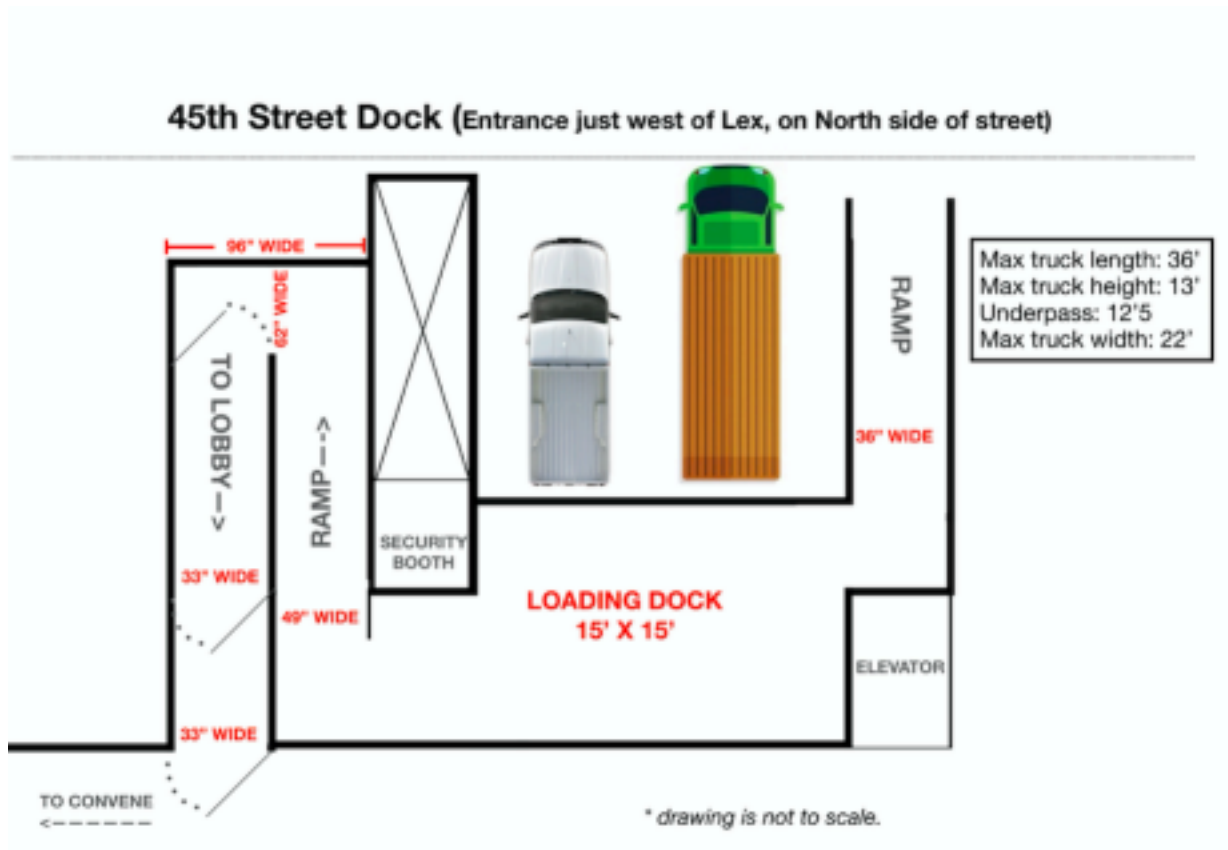 45th Street Dock (Entrance just west of Lex, on North side of street)
96" WIDE
62" WIDE
Max truck length: 36'
Max truck height: 13'
Underpass: 12'5
Max truck width: 22'
RAMP
TO LOBBY—>
RAMP--->
36" WIDE
SECURITY
BOOTH
33" WIDE
49" WIDE
LOADING DOCK
15' X 15'
ELEVATOR
33" WIDE
TO CONVENE
<------
* drawing is not to scale.